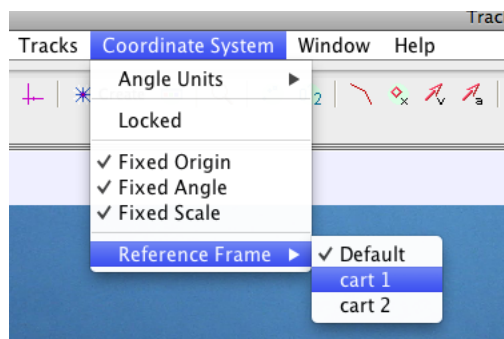 Trac
Tracks Coordinate System Window Help
Angle Units
Locked
✓ Fixed Origin
✓ Fixed Angle
✓ Fixed Scale
Reference Frame
✓ Default
cart 1
cart 2
2
x
v
a